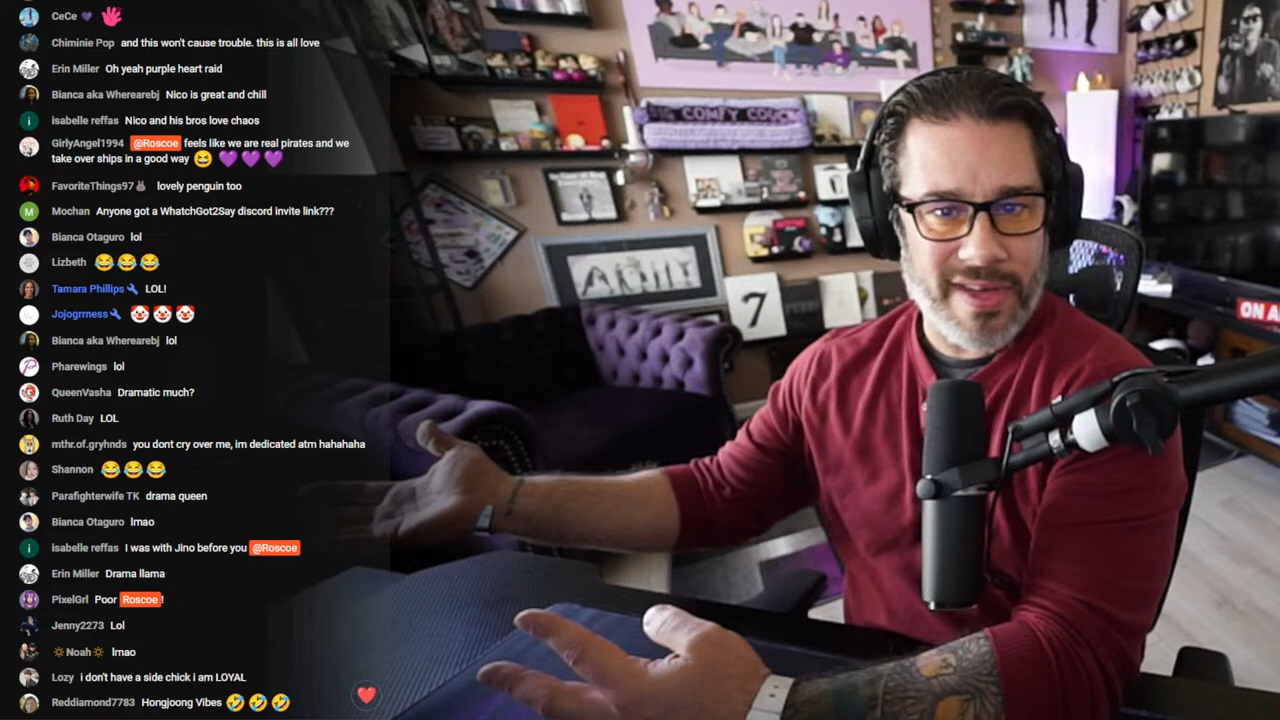 CeCe 💜
Chiminie Pop and this won't cause trouble. this is all love
Erin Miller Oh yeah purple heart raid
Bianca aka Wherearebj Nico is great and chill
isabelle reffas Nico and his bros love chaos
GirlyAngel1994 @Roscoe feels like we are real pirates and we
take over ships in a good way 😆 💜 💜 💜
FavoriteThings97 lovely penguin too
Mochan Anyone got a WhatchGot2Say discord invite link???
Bianca Otaguro lol
Lizbeth 😂 😂 😂
Tamara Phillips🔧 LOL!
Jojogrrness🔧 🤡 🤡 🤡
Bianca aka Wherearebj lol
Pharewings lol
QueenVasha Dramatic much?
Ruth Day LOL
mthr.of.gryhnds you dont cry over me, im dedicated atm hahahaha
Shannon 😂 😂 😂
Parafighterwife TK drama queen
Bianca Otaguro lmao
isabelle reffas I was with Jino before you @Roscoe
Erin Miller Drama llama
PixelGrl Poor Roscoe!
Jenny2273 Lol
🔆Noah🔆 lmao
Lozy i don't have a side chick i am LOYAL
Reddiamond7783 Hongjoong Vibes 🤣 🤣 🤣
COMFY COUCH
ARMY
7
ON A